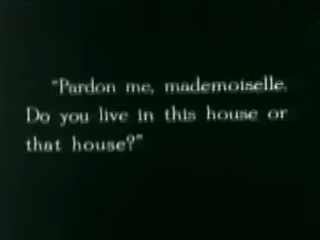 "Pardon me, mademoiselle.
Do you live in this house or
that house?"